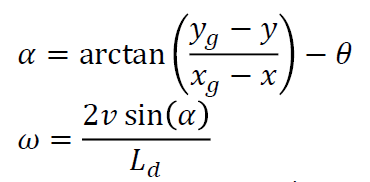 α = arctan((y_g − y)/(x_g − x)) − θ
ω = 2v sin(α)/L_d